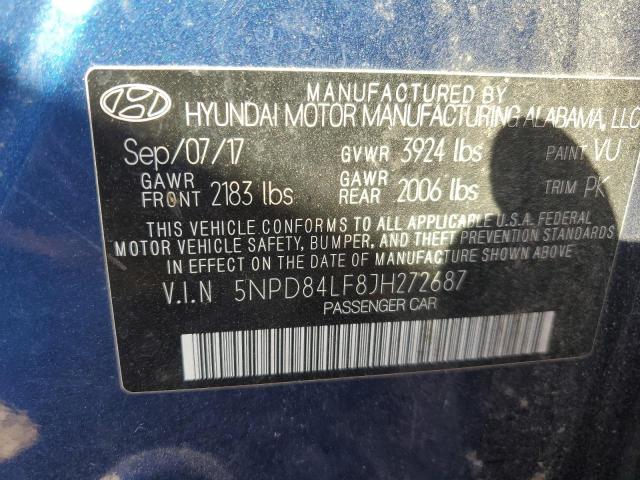 MANUFACTURED BY
HYUNDAI MOTOR MANUFACTURING ALABAMA, LLC
Sep/07/17 GVWR 3924 lbs PAINT VU
GAWR FRONT 2183 lbs GAWR REAR 2006 lbs TRIM PK
THIS VEHICLE CONFORMS TO ALL APPLICABLE U.S.A. FEDERAL
MOTOR VEHICLE SAFETY, BUMPER, AND THEFT PREVENTION STANDARDS
IN EFFECT ON THE DATE OF MANUFACTURE SHOWN ABOVE
V.I.N 5NPD84LF8JH272687
PASSENGER CAR